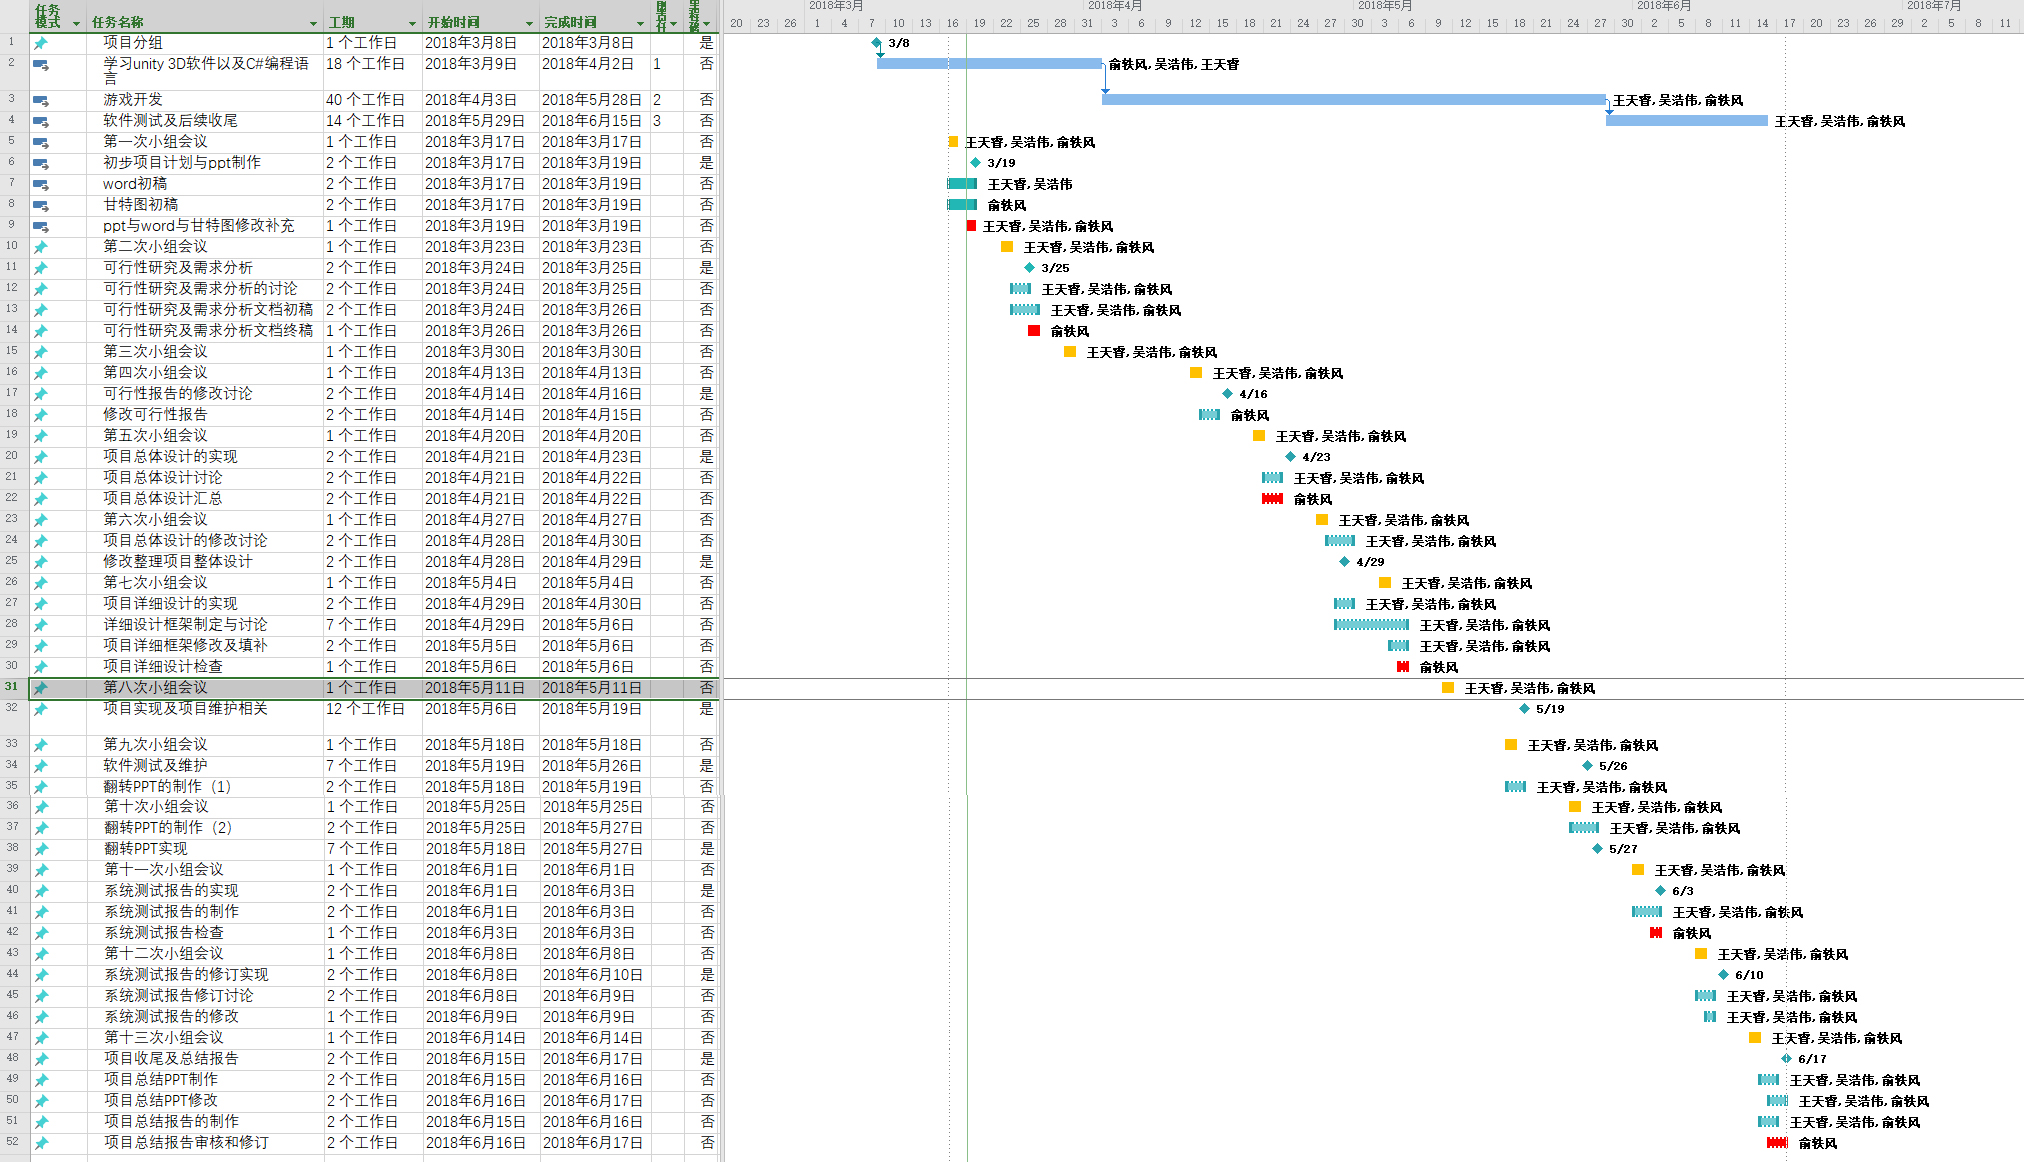 任务模式 任务名称 工期 开始时间 完成时间
2018年3月 2018年4月 2018年5月 2018年6月 2018年7月
20 23 26 1 4 7 10 13 16 19 22 25 28 31 3 6 9 12 15 18 21 24 27 30 3 6 9 12 15 18 21 24 27 30 2 5 8 11 14 17 20 23 26 29 2 5 8 11
1 项目分组 1 个工作日 2018年3月8日 2018年3月8日 是 3/8
2 学习unity 3D软件以及C#编程语言 18 个工作日 2018年3月9日 2018年4月2日 1 否 俞轶风, 吴浩伟, 王天睿
3 游戏开发 40 个工作日 2018年4月3日 2018年5月28日 2 否 王天睿, 吴浩伟, 俞轶风
4 软件测试及后续收尾 14 个工作日 2018年5月29日 2018年6月15日 3 否 王天睿, 吴浩伟, 俞轶风
5 第一次小组会议 1 个工作日 2018年3月17日 2018年3月17日 否 王天睿, 吴浩伟, 俞轶风
6 初步项目计划与ppt制作 2 个工作日 2018年3月17日 2018年3月19日 是 3/19
7 word初稿 2 个工作日 2018年3月17日 2018年3月19日 否 王天睿, 吴浩伟
8 甘特图初稿 2 个工作日 2018年3月17日 2018年3月19日 否 俞轶风
9 ppt与word与甘特图修改补充 1 个工作日 2018年3月19日 2018年3月19日 否 王天睿, 吴浩伟, 俞轶风
10 第二次小组会议 1 个工作日 2018年3月23日 2018年3月23日 否 王天睿, 吴浩伟, 俞轶风
11 可行性研究及需求分析 2 个工作日 2018年3月24日 2018年3月25日 是 3/25
12 可行性研究及需求分析的讨论 2 个工作日 2018年3月24日 2018年3月25日 否 王天睿, 吴浩伟, 俞轶风
13 可行性研究及需求分析文档初稿 2 个工作日 2018年3月24日 2018年3月26日 否 王天睿, 吴浩伟, 俞轶风
14 可行性研究及需求分析文档终稿 1 个工作日 2018年3月26日 2018年3月26日 否 俞轶风
15 第三次小组会议 1 个工作日 2018年3月30日 2018年3月30日 否 王天睿, 吴浩伟, 俞轶风
16 第四次小组会议 1 个工作日 2018年4月13日 2018年4月13日 否 王天睿, 吴浩伟, 俞轶风
17 可行性报告的修改讨论 2 个工作日 2018年4月14日 2018年4月16日 是 4/16
18 修改可行性报告 2 个工作日 2018年4月14日 2018年4月15日 否 俞轶风
19 第五次小组会议 1 个工作日 2018年4月20日 2018年4月20日 否 王天睿, 吴浩伟, 俞轶风
20 项目总体设计的实现 2 个工作日 2018年4月21日 2018年4月23日 是 4/23
21 项目总体设计讨论 2 个工作日 2018年4月21日 2018年4月22日 否 王天睿, 吴浩伟, 俞轶风
22 项目总体设计汇总 2 个工作日 2018年4月21日 2018年4月22日 否 俞轶风
23 第六次小组会议 1 个工作日 2018年4月27日 2018年4月27日 否 王天睿, 吴浩伟, 俞轶风
24 项目总体设计的修改讨论 2 个工作日 2018年4月28日 2018年4月30日 否 王天睿, 吴浩伟, 俞轶风
25 修改整理项目整体设计 2 个工作日 2018年4月28日 2018年4月29日 是 4/29
26 第七次小组会议 1 个工作日 2018年5月4日 2018年5月4日 否 王天睿, 吴浩伟, 俞轶风
27 项目详细设计的实现 2 个工作日 2018年4月29日 2018年4月30日 否 王天睿, 吴浩伟, 俞轶风
28 详细设计框架制定与讨论 7 个工作日 2018年4月29日 2018年5月6日 否 王天睿, 吴浩伟, 俞轶风
29 项目详细框架修改及填补 2 个工作日 2018年5月5日 2018年5月6日 否 王天睿, 吴浩伟, 俞轶风
30 项目详细设计检查 1 个工作日 2018年5月6日 2018年5月6日 否 俞轶风
31 第八次小组会议 1 个工作日 2018年5月11日 2018年5月11日 否 王天睿, 吴浩伟, 俞轶风
32 项目实现及项目维护相关 12 个工作日 2018年5月6日 2018年5月19日 是 5/19
33 第九次小组会议 1 个工作日 2018年5月18日 2018年5月18日 否 王天睿, 吴浩伟, 俞轶风
34 软件测试及维护 7 个工作日 2018年5月19日 2018年5月26日 是 5/26
35 翻转PPT的制作（1） 2 个工作日 2018年5月18日 2018年5月19日 否 王天睿, 吴浩伟, 俞轶风
36 第十次小组会议 1 个工作日 2018年5月25日 2018年5月25日 否 王天睿, 吴浩伟, 俞轶风
37 翻转PPT的制作（2） 2 个工作日 2018年5月25日 2018年5月27日 否 王天睿, 吴浩伟, 俞轶风
38 翻转PPT实现 7 个工作日 2018年5月18日 2018年5月27日 是 5/27
39 第十一次小组会议 1 个工作日 2018年6月1日 2018年6月1日 否 王天睿, 吴浩伟, 俞轶风
40 系统测试报告的实现 2 个工作日 2018年6月1日 2018年6月3日 是 6/3
41 系统测试报告的制作 2 个工作日 2018年6月1日 2018年6月3日 否 王天睿, 吴浩伟, 俞轶风
42 系统测试报告检查 1 个工作日 2018年6月3日 2018年6月3日 否 俞轶风
43 第十二次小组会议 1 个工作日 2018年6月8日 2018年6月8日 否 王天睿, 吴浩伟, 俞轶风
44 系统测试报告的修订实现 2 个工作日 2018年6月8日 2018年6月10日 是 6/10
45 系统测试报告修订讨论 2 个工作日 2018年6月8日 2018年6月9日 否 王天睿, 吴浩伟, 俞轶风
46 系统测试报告的修改 1 个工作日 2018年6月9日 2018年6月9日 否 王天睿, 吴浩伟, 俞轶风
47 第十三次小组会议 1 个工作日 2018年6月14日 2018年6月14日 否 王天睿, 吴浩伟, 俞轶风
48 项目收尾及总结报告 2 个工作日 2018年6月15日 2018年6月17日 是 6/17
49 项目总结PPT制作 2 个工作日 2018年6月15日 2018年6月16日 否 王天睿, 吴浩伟, 俞轶风
50 项目总结PPT修改 2 个工作日 2018年6月16日 2018年6月17日 否 王天睿, 吴浩伟, 俞轶风
51 项目总结报告的制作 2 个工作日 2018年6月15日 2018年6月16日 否 王天睿, 吴浩伟, 俞轶风
52 项目总结报告审核和修订 2 个工作日 2018年6月16日 2018年6月17日 否 俞轶风